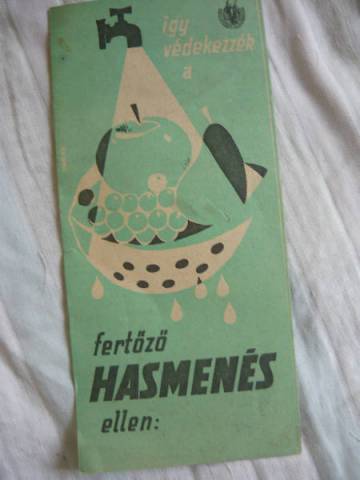 így
védekezzék
a
fertőző
HASMENÉS
ellen: